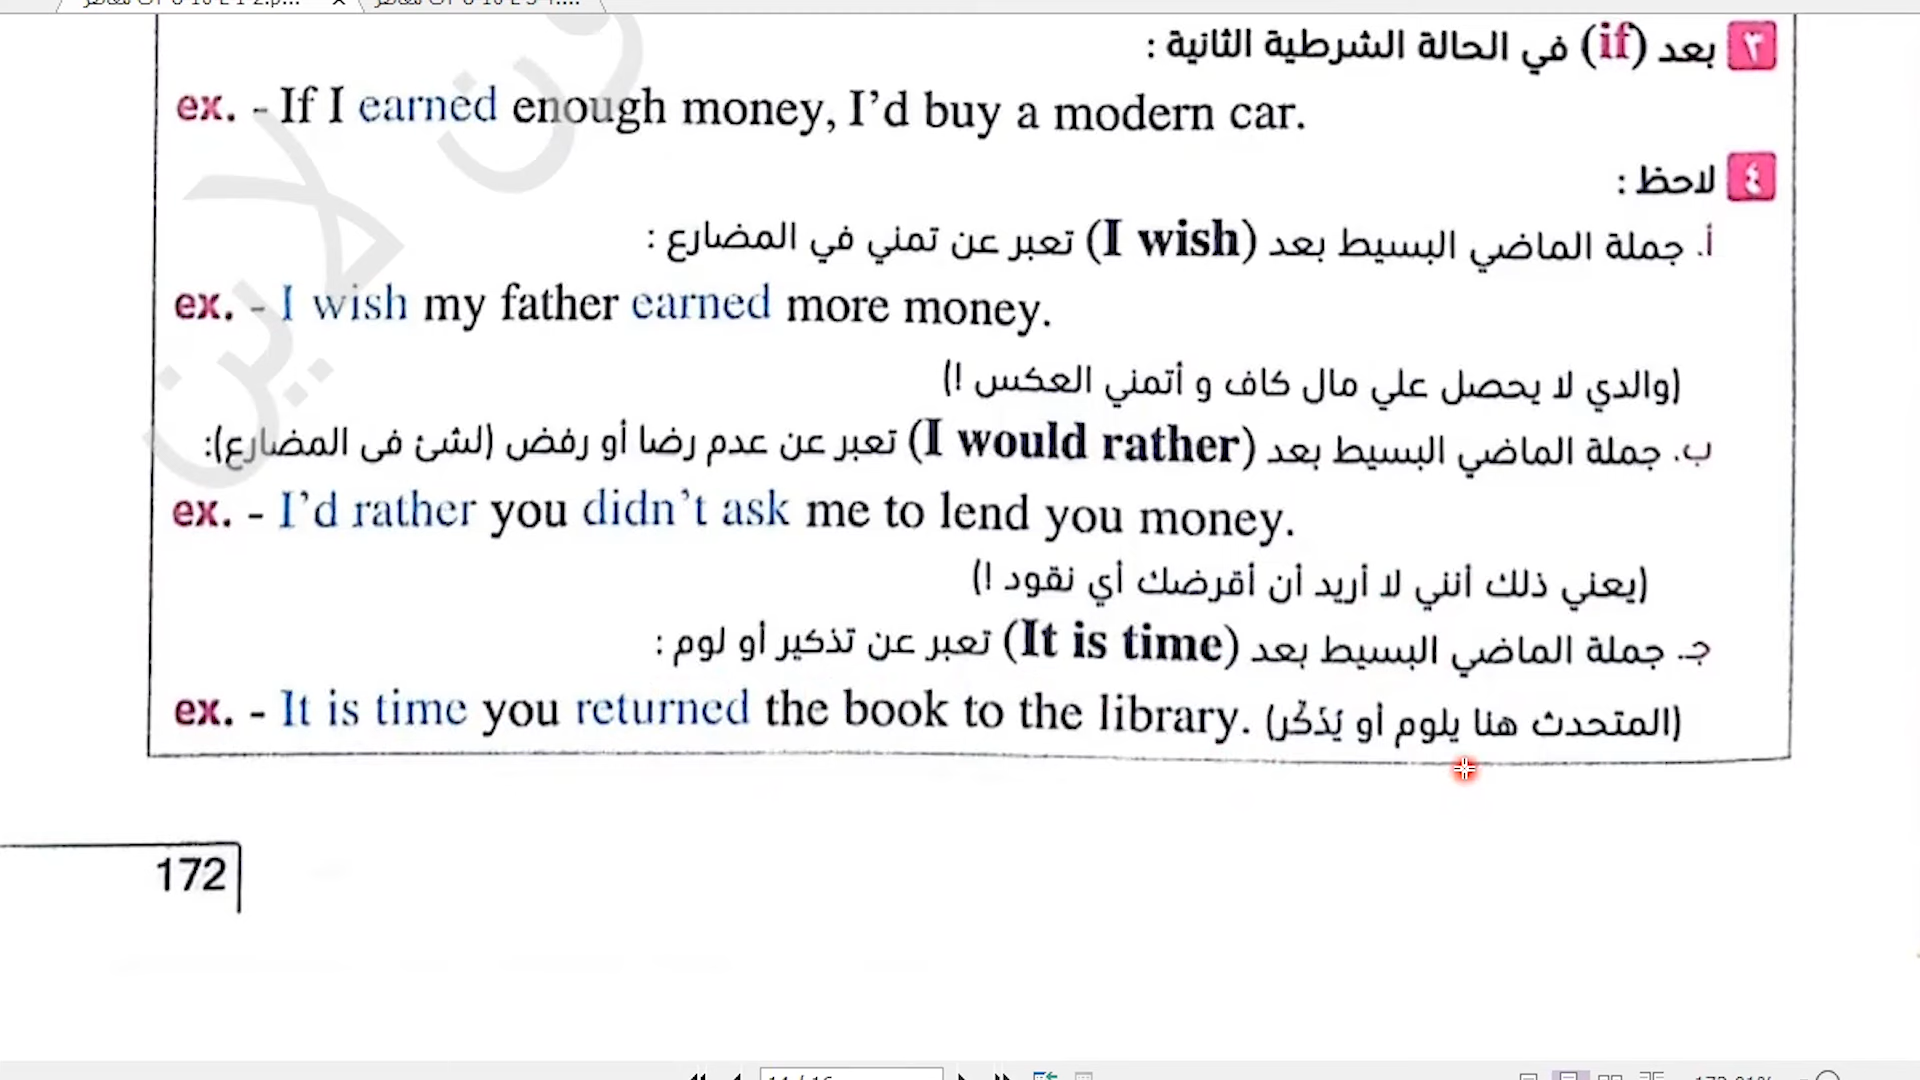 ٣ بعد (if) في الحالة الشرطية الثانية :
ex. - If I earned enough money, I’d buy a modern car.
٤ لاحظ :
أ. جملة الماضي البسيط بعد (I wish) تعبر عن تمني في المضارع :
ex. - I wish my father earned more money.
(والدي لا يحصل علي مال كاف و أتمني العكس !)
ب. جملة الماضي البسيط بعد (I would rather) تعبر عن عدم رضا أو رفض (لشئ فى المضارع):
ex. - I’d rather you didn’t ask me to lend you money.
(يعني ذلك أنني لا أريد أن أقرضك أي نقود !)
جـ. جملة الماضي البسيط بعد (It is time) تعبر عن تذكير أو لوم :
ex. - It is time you returned the book to the library. (المتحدث هنا يلوم أو يُذَكِّر)
172